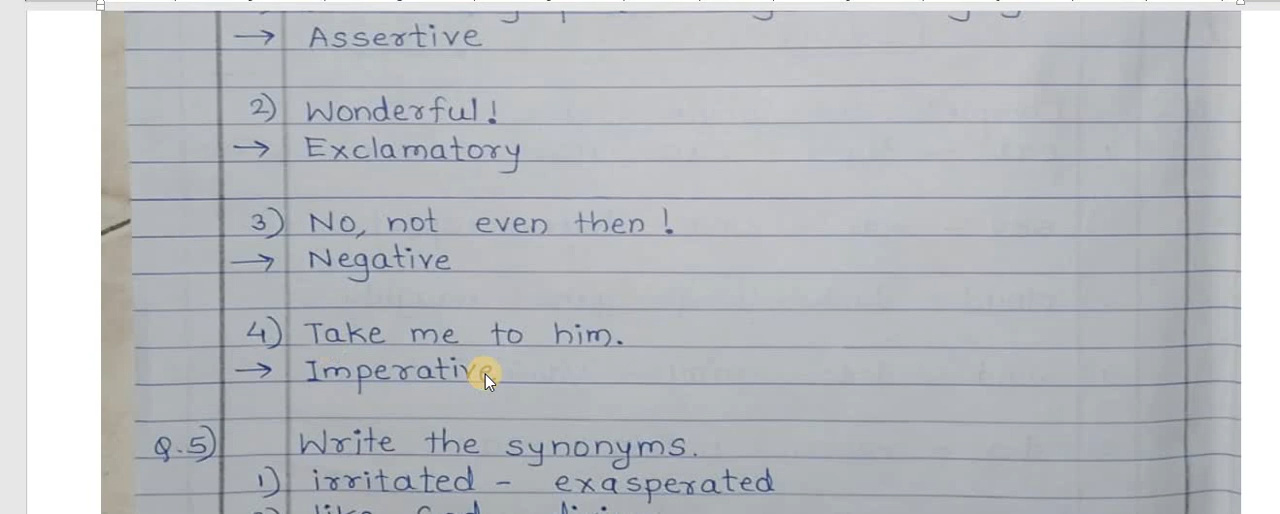 → Assertive
2) Wonderful!
→ Exclamatory
3) No, not even then!
→ Negative
4) Take me to him.
→ Imperative
Q.5) Write the synonyms.
1) irritated - exasperated